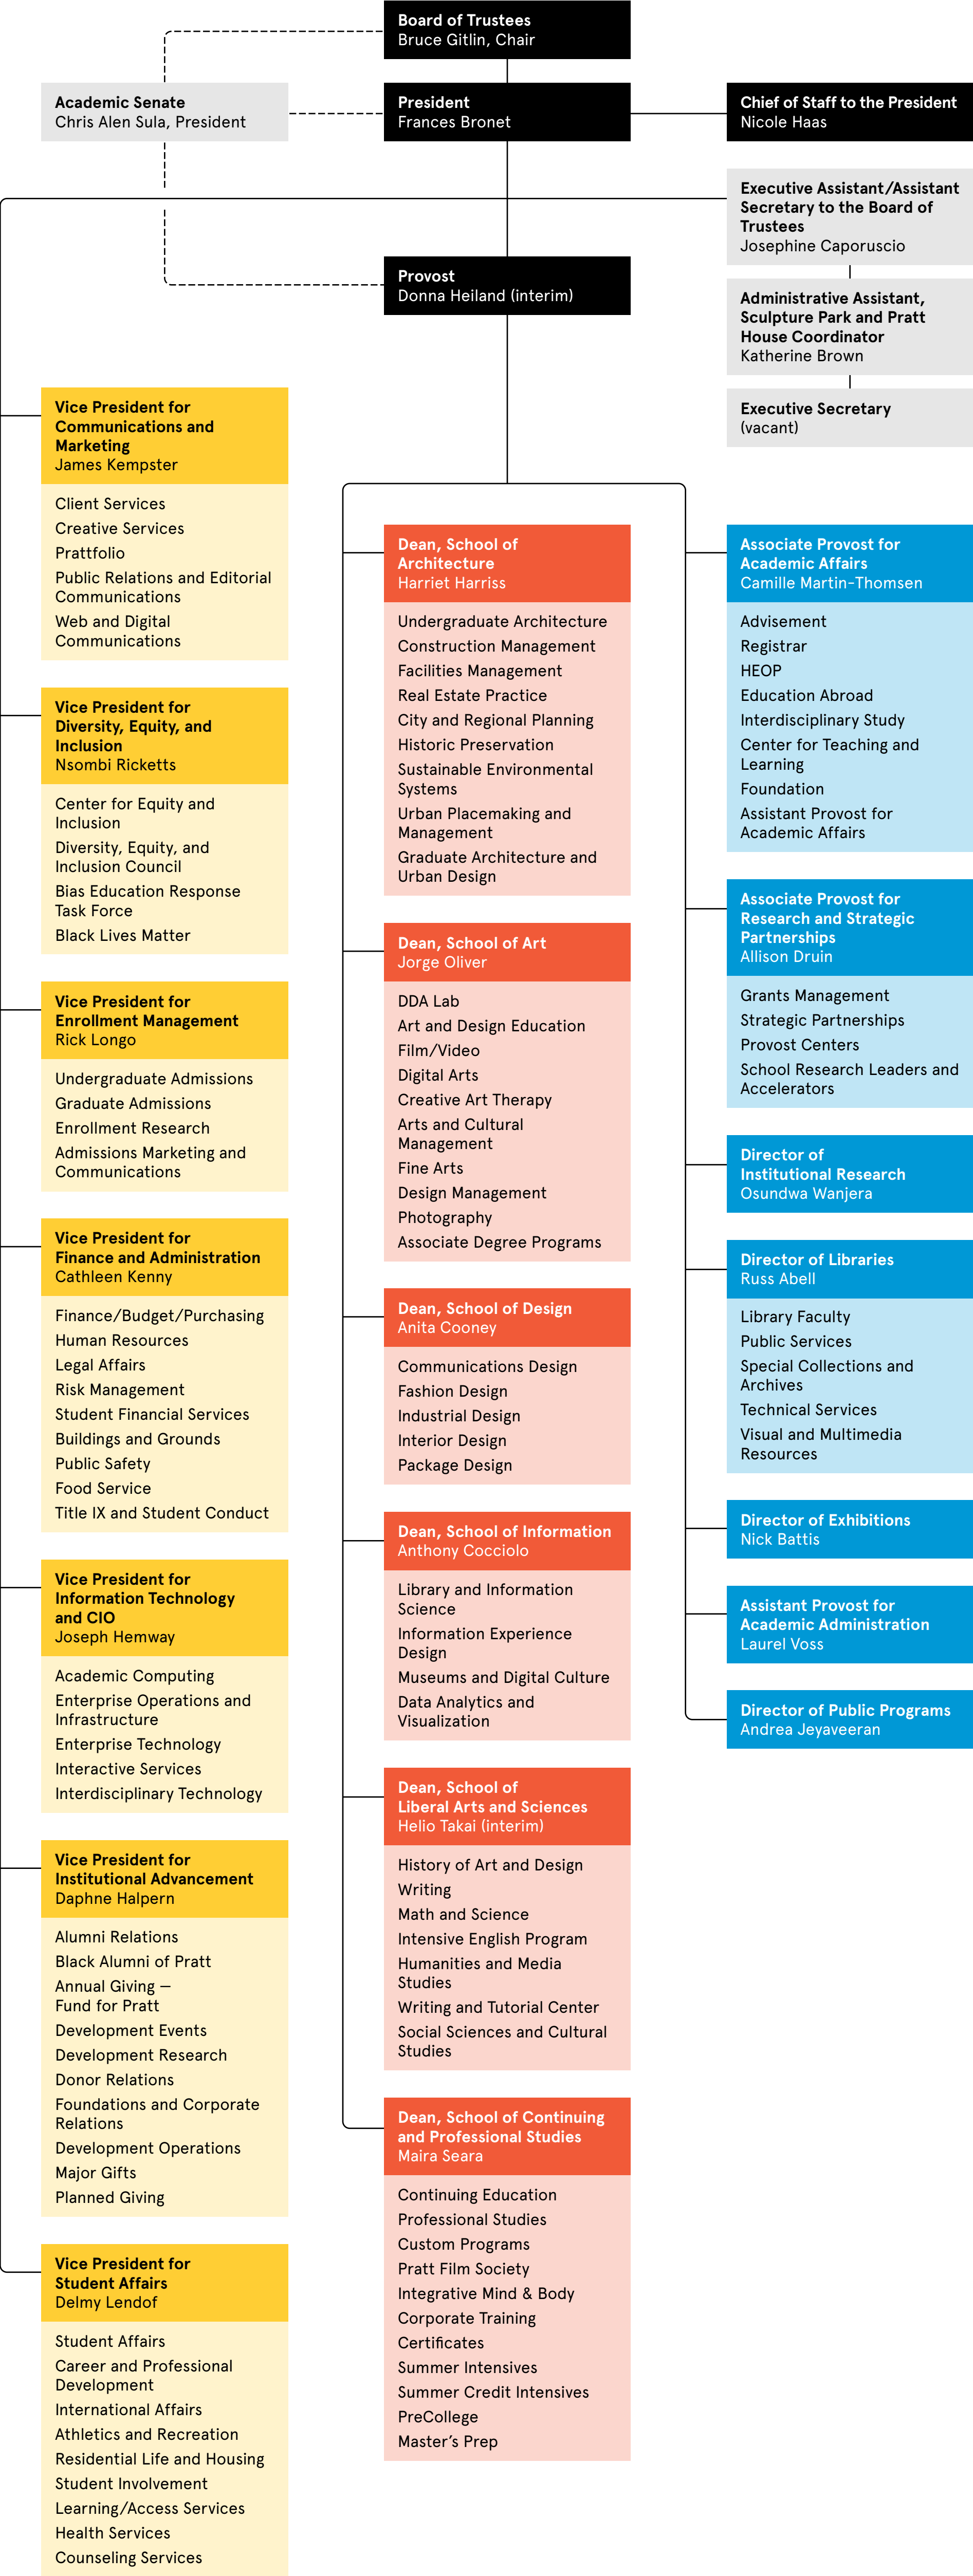 Board of Trustees
Bruce Gitlin, Chair
Academic Senate
Chris Alen Sula, President
President
Frances Bronet
Chief of Staff to the President
Nicole Haas
Executive Assistant/Assistant
Secretary to the Board of
Trustees
Josephine Caporuscio
Provost
Donna Heiland (interim)
Administrative Assistant,
Sculpture Park and Pratt
House Coordinator
Katherine Brown
Executive Secretary
(vacant)
Vice President for
Communications and
Marketing
James Kempster
Client Services
Creative Services
Prattfolio
Public Relations and Editorial
Communications
Web and Digital
Communications
Vice President for
Diversity, Equity, and
Inclusion
Nsombi Ricketts
Center for Equity and
Inclusion
Diversity, Equity, and
Inclusion Council
Bias Education Response
Task Force
Black Lives Matter
Vice President for
Enrollment Management
Rick Longo
Undergraduate Admissions
Graduate Admissions
Enrollment Research
Admissions Marketing and
Communications
Vice President for
Finance and Administration
Cathleen Kenny
Finance/Budget/Purchasing
Human Resources
Legal Affairs
Risk Management
Student Financial Services
Buildings and Grounds
Public Safety
Food Service
Title IX and Student Conduct
Vice President for
Information Technology
and CIO
Joseph Hemway
Academic Computing
Enterprise Operations and
Infrastructure
Enterprise Technology
Interactive Services
Interdisciplinary Technology
Vice President for
Institutional Advancement
Daphne Halpern
Alumni Relations
Black Alumni of Pratt
Annual Giving —
Fund for Pratt
Development Events
Development Research
Donor Relations
Foundations and Corporate
Relations
Development Operations
Major Gifts
Planned Giving
Vice President for
Student Affairs
Delmy Lendof
Student Affairs
Career and Professional
Development
International Affairs
Athletics and Recreation
Residential Life and Housing
Student Involvement
Learning/Access Services
Health Services
Counseling Services
Dean, School of
Architecture
Harriet Harriss
Undergraduate Architecture
Construction Management
Facilities Management
Real Estate Practice
City and Regional Planning
Historic Preservation
Sustainable Environmental
Systems
Urban Placemaking and
Management
Graduate Architecture and
Urban Design
Dean, School of Art
Jorge Oliver
DDA Lab
Art and Design Education
Film/Video
Digital Arts
Creative Art Therapy
Arts and Cultural
Management
Fine Arts
Design Management
Photography
Associate Degree Programs
Dean, School of Design
Anita Cooney
Communications Design
Fashion Design
Industrial Design
Interior Design
Package Design
Dean, School of Information
Anthony Cocciolo
Library and Information
Science
Information Experience
Design
Museums and Digital Culture
Data Analytics and
Visualization
Dean, School of
Liberal Arts and Sciences
Helio Takai (interim)
History of Art and Design
Writing
Math and Science
Intensive English Program
Humanities and Media
Studies
Writing and Tutorial Center
Social Sciences and Cultural
Studies
Dean, School of Continuing
and Professional Studies
Maira Seara
Continuing Education
Professional Studies
Custom Programs
Pratt Film Society
Integrative Mind & Body
Corporate Training
Certificates
Summer Intensives
Summer Credit Intensives
PreCollege
Master’s Prep
Associate Provost for
Academic Affairs
Camille Martin-Thomsen
Advisement
Registrar
HEOP
Education Abroad
Interdisciplinary Study
Center for Teaching and
Learning
Foundation
Assistant Provost for
Academic Affairs
Associate Provost for
Research and Strategic
Partnerships
Allison Druin
Grants Management
Strategic Partnerships
Provost Centers
School Research Leaders and
Accelerators
Director of
Institutional Research
Osundwa Wanjera
Director of Libraries
Russ Abell
Library Faculty
Public Services
Special Collections and
Archives
Technical Services
Visual and Multimedia
Resources
Director of Exhibitions
Nick Battis
Assistant Provost for
Academic Administration
Laurel Voss
Director of Public Programs
Andrea Jeyaveeran